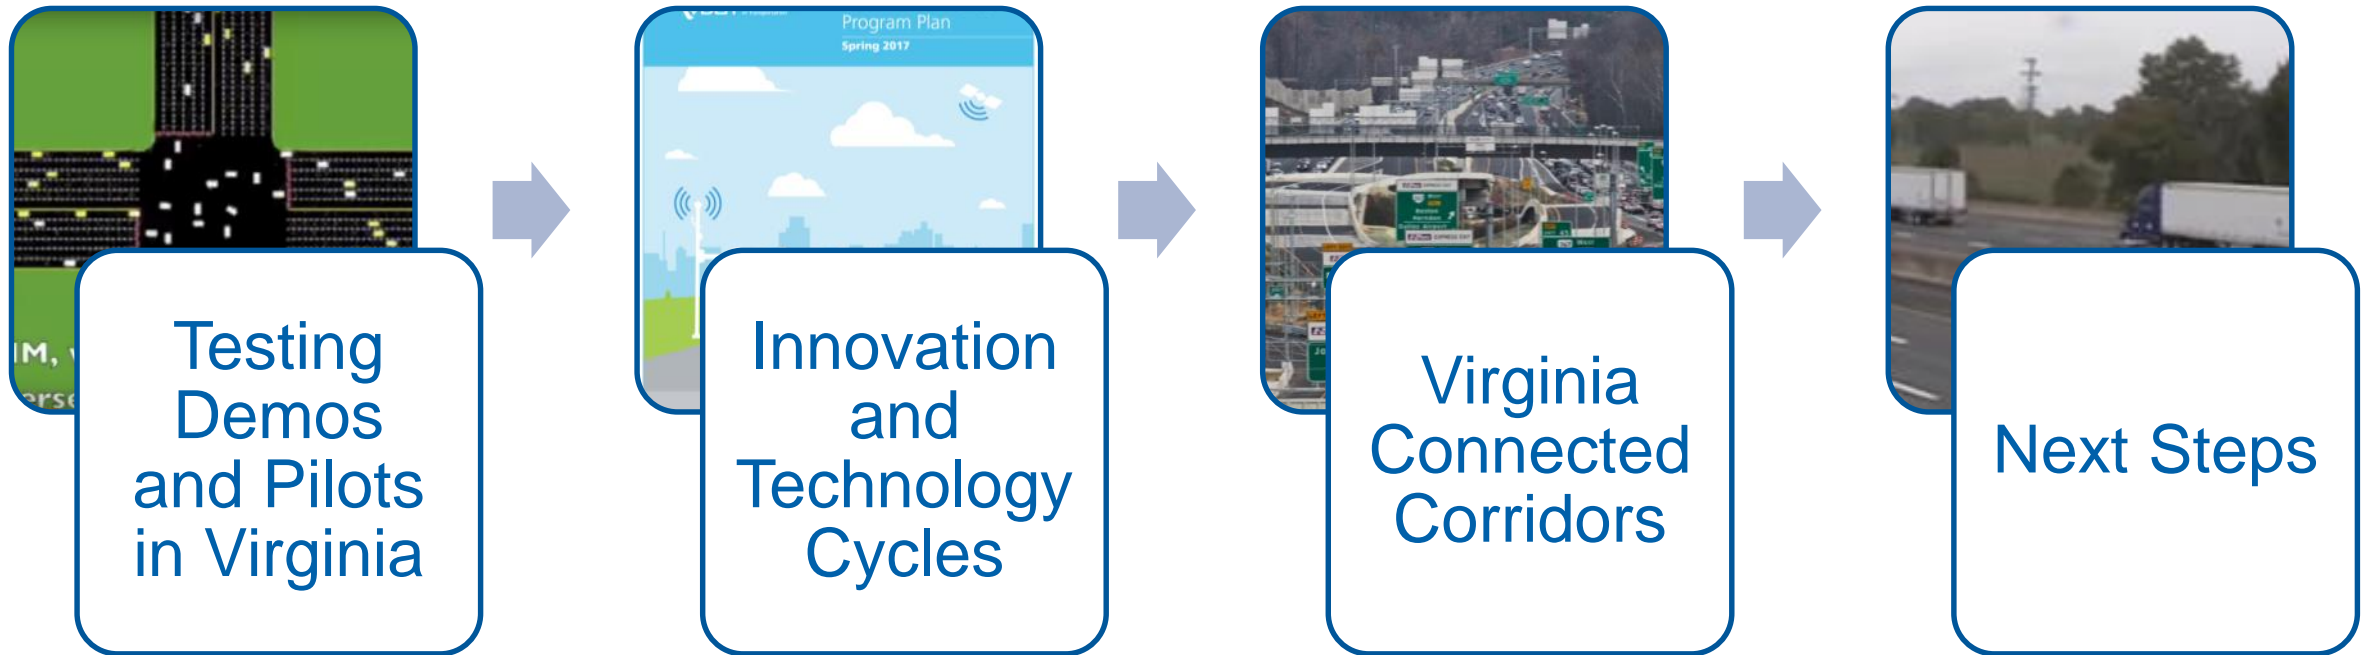 Testing
Demos
and Pilots
in Virginia
Program Plan
Spring 2017
Innovation
and
Technology
Cycles
Virginia
Connected
Corridors
Next Steps